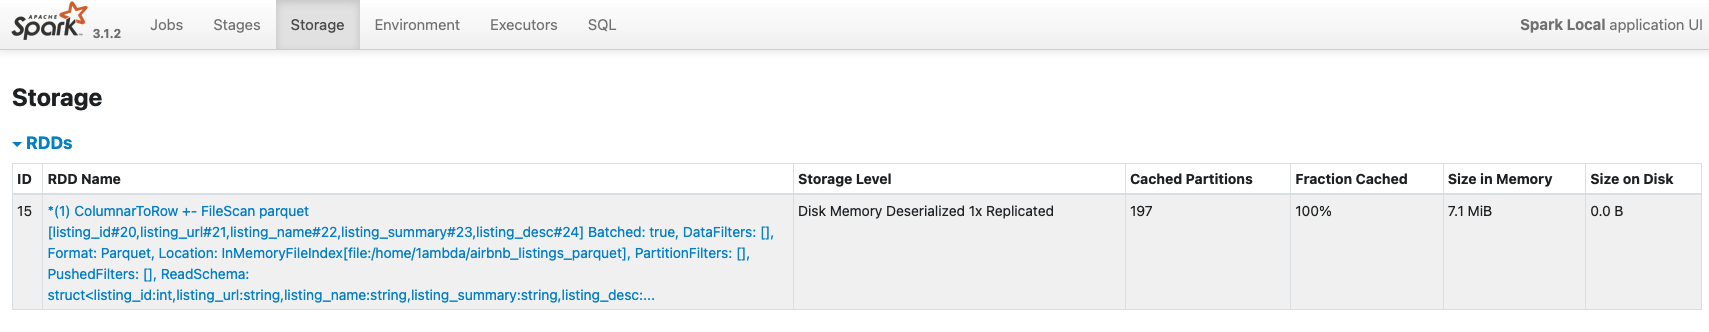 APACHE
Spark 3.1.2 Jobs Stages Storage Environment Executors SQL Spark Local application UI
Storage
RDDs
ID RDD Name Storage Level Cached Partitions Fraction Cached Size in Memory Size on Disk
15 *(1) ColumnarToRow +- FileScan parquet Disk Memory Deserialized 1x Replicated 197 100% 7.1 MiB 0.0 B
[listing_id#20,listing_url#21,listing_name#22,listing_summary#23,listing_desc#24] Batched: true, DataFilters: [],
Format: Parquet, Location: InMemoryFileIndex[file:/home/1ambda/airbnb_listings_parquet], PartitionFilters: [],
PushedFilters: [], ReadSchema:
struct<listing_id:int,listing_url:string,listing_name:string,listing_summary:string,listing_desc:...